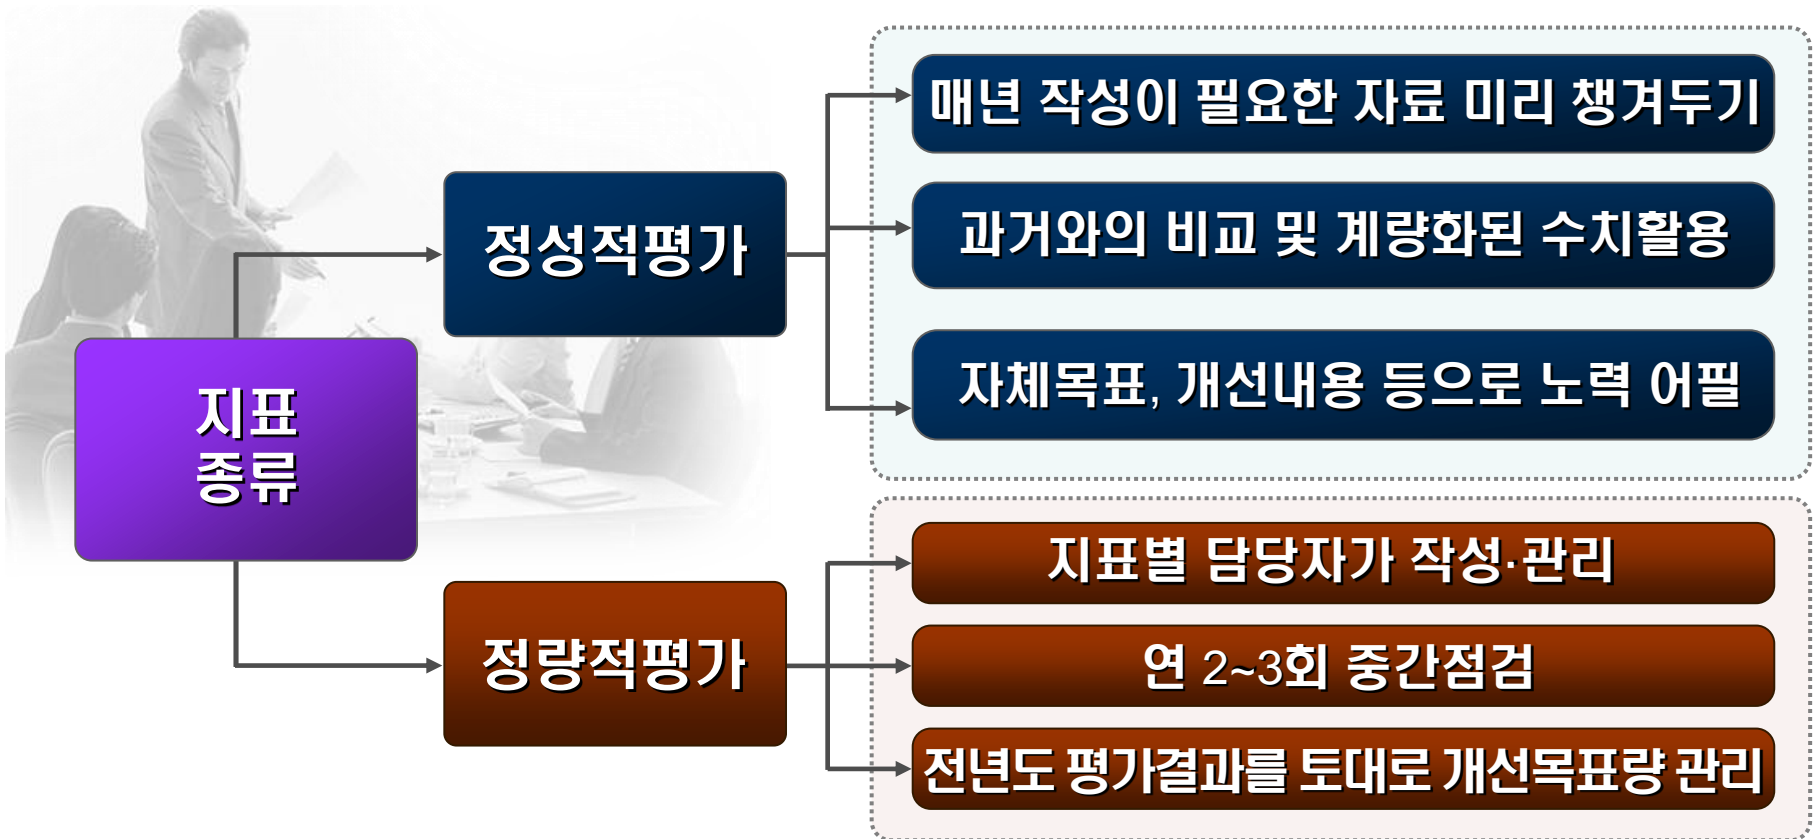 지표
종류
정성적평가
매년 작성이 필요한 자료 미리 챙겨두기
과거와의 비교 및 계량화된 수치활용
자체목표, 개선내용 등으로 노력 어필
정량적평가
지표별 담당자가 작성·관리
연 2~3회 중간점검
전년도 평가결과를 토대로 개선목표량 관리